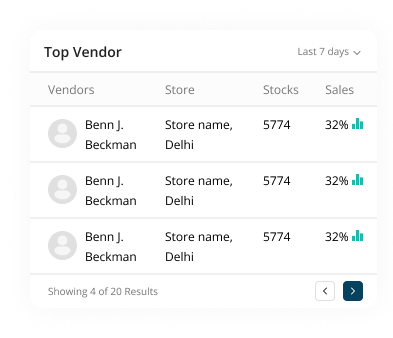 Top Vendor
Last 7 days
Vendors Store Stocks Sales
Benn J. Store name, 5774 32%
Beckman Delhi
Benn J. Store name, 5774 32%
Beckman Delhi
Benn J. Store name, 5774 32%
Beckman Delhi
Showing 4 of 20 Results